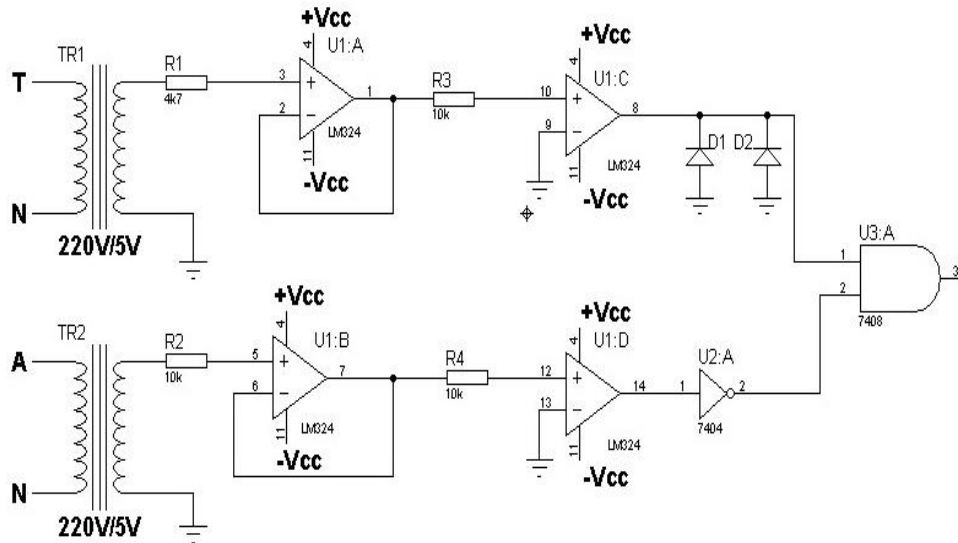 TR1
T
N
220V/5V
R1
4k7
+Vcc
4
U1:A
3
+
2
−
1
11
LM324
-Vcc
R3
10k
+Vcc
4
U1:C
10
+
9
−
8
11
LM324
-Vcc
D1
D2
U3:A
1
2
3
7408
TR2
A
N
220V/5V
R2
10k
+Vcc
4
U1:B
5
+
6
−
7
11
LM324
-Vcc
R4
10k
+Vcc
4
U1:D
12
+
13
−
14
11
LM324
-Vcc
U2:A
1
2
7404